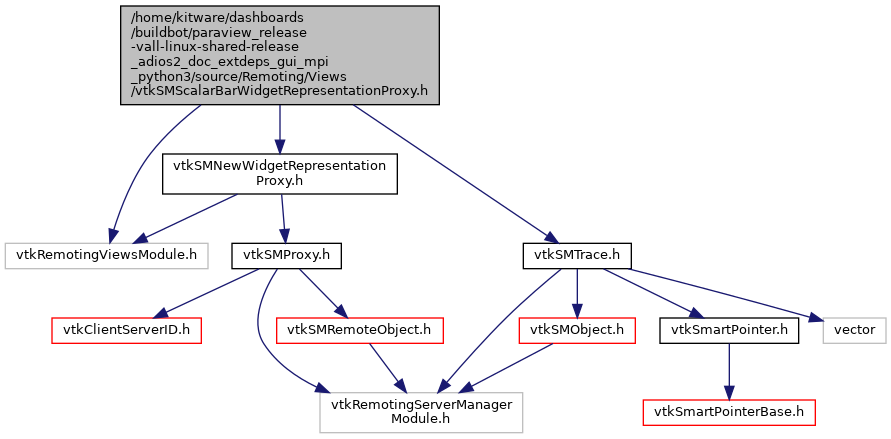 /home/kitware/dashboards
/buildbot/paraview_release
-vall-linux-shared-release
_adios2_doc_extdeps_gui_mpi
_python3/source/Remoting/Views
/vtkSMScalarBarWidgetRepresentationProxy.h
vtkSMNewWidgetRepresentation
Proxy.h
vtkRemotingViewsModule.h
vtkSMProxy.h
vtkSMTrace.h
vtkClientServerID.h
vtkSMRemoteObject.h
vtkSMObject.h
vtkSmartPointer.h
vector
vtkRemotingServerManager
Module.h
vtkSmartPointerBase.h